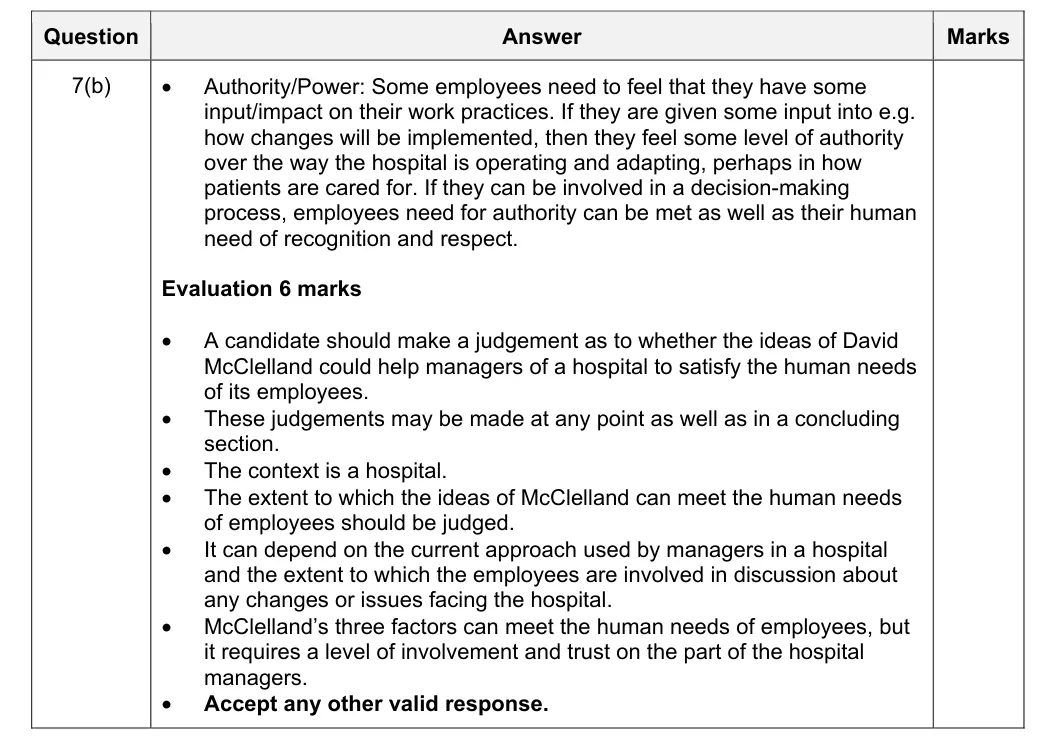 Question Answer Marks
7(b)
• Authority/Power: Some employees need to feel that they have some
input/impact on their work practices. If they are given some input into e.g.
how changes will be implemented, then they feel some level of authority
over the way the hospital is operating and adapting, perhaps in how
patients are cared for. If they can be involved in a decision-making
process, employees need for authority can be met as well as their human
need of recognition and respect.
Evaluation 6 marks
• A candidate should make a judgement as to whether the ideas of David
McClelland could help managers of a hospital to satisfy the human needs
of its employees.
• These judgements may be made at any point as well as in a concluding
section.
• The context is a hospital.
• The extent to which the ideas of McClelland can meet the human needs
of employees should be judged.
• It can depend on the current approach used by managers in a hospital
and the extent to which the employees are involved in discussion about
any changes or issues facing the hospital.
• McClelland’s three factors can meet the human needs of employees, but
it requires a level of involvement and trust on the part of the hospital
managers.
• Accept any other valid response.